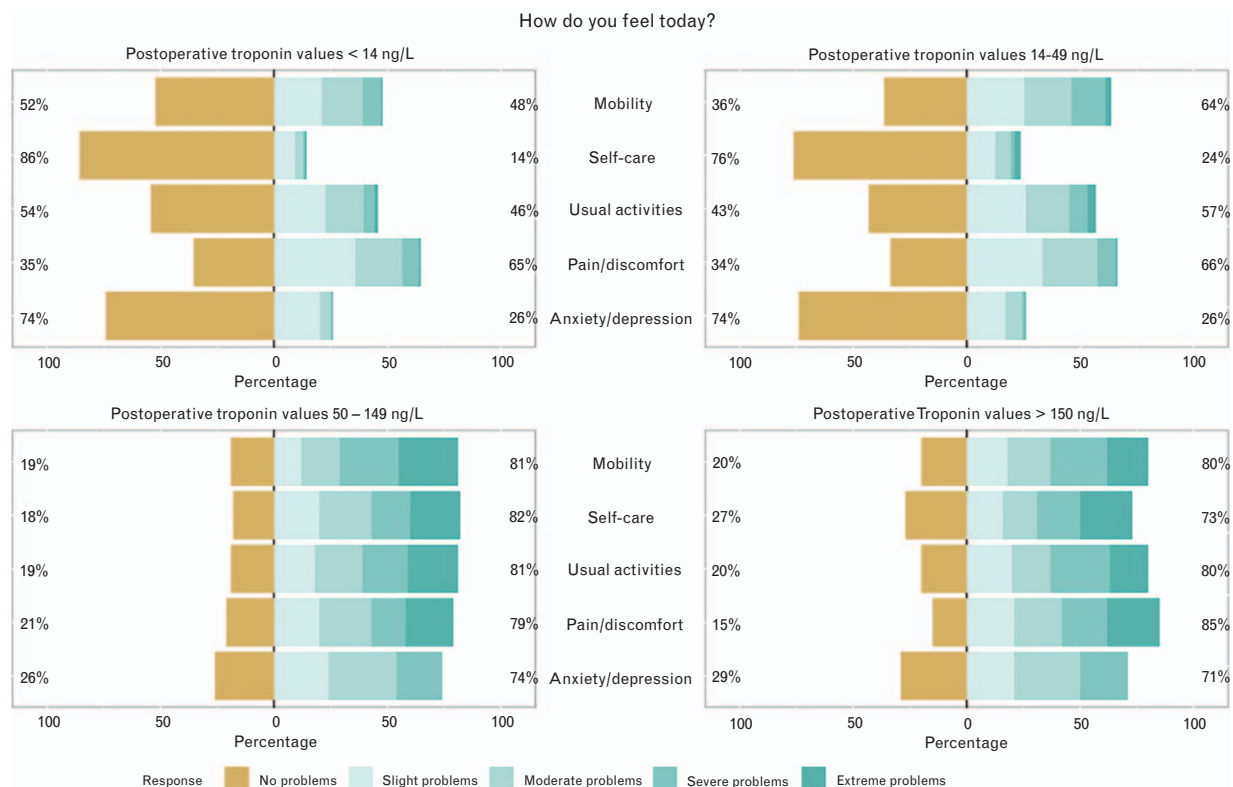 How do you feel today?
Postoperative troponin values < 14 ng/L
Postoperative troponin values 14-49 ng/L
52% 48% Mobility 36% 64%
86% 14% Self-care 76% 24%
54% 46% Usual activities 43% 57%
35% 65% Pain/discomfort 34% 66%
74% 26% Anxiety/depression 74% 26%
100 50 0 50 100 100 50 0 50 100
Percentage Percentage
Postoperative troponin values 50 – 149 ng/L
Postoperative Troponin values > 150 ng/L
19% 81% Mobility 20% 80%
18% 82% Self-care 27% 73%
19% 81% Usual activities 20% 80%
21% 79% Pain/discomfort 15% 85%
26% 74% Anxiety/depression 29% 71%
100 50 0 50 100 100 50 0 50 100
Percentage Percentage
Response No problems Slight problems Moderate problems Severe problems Extreme problems